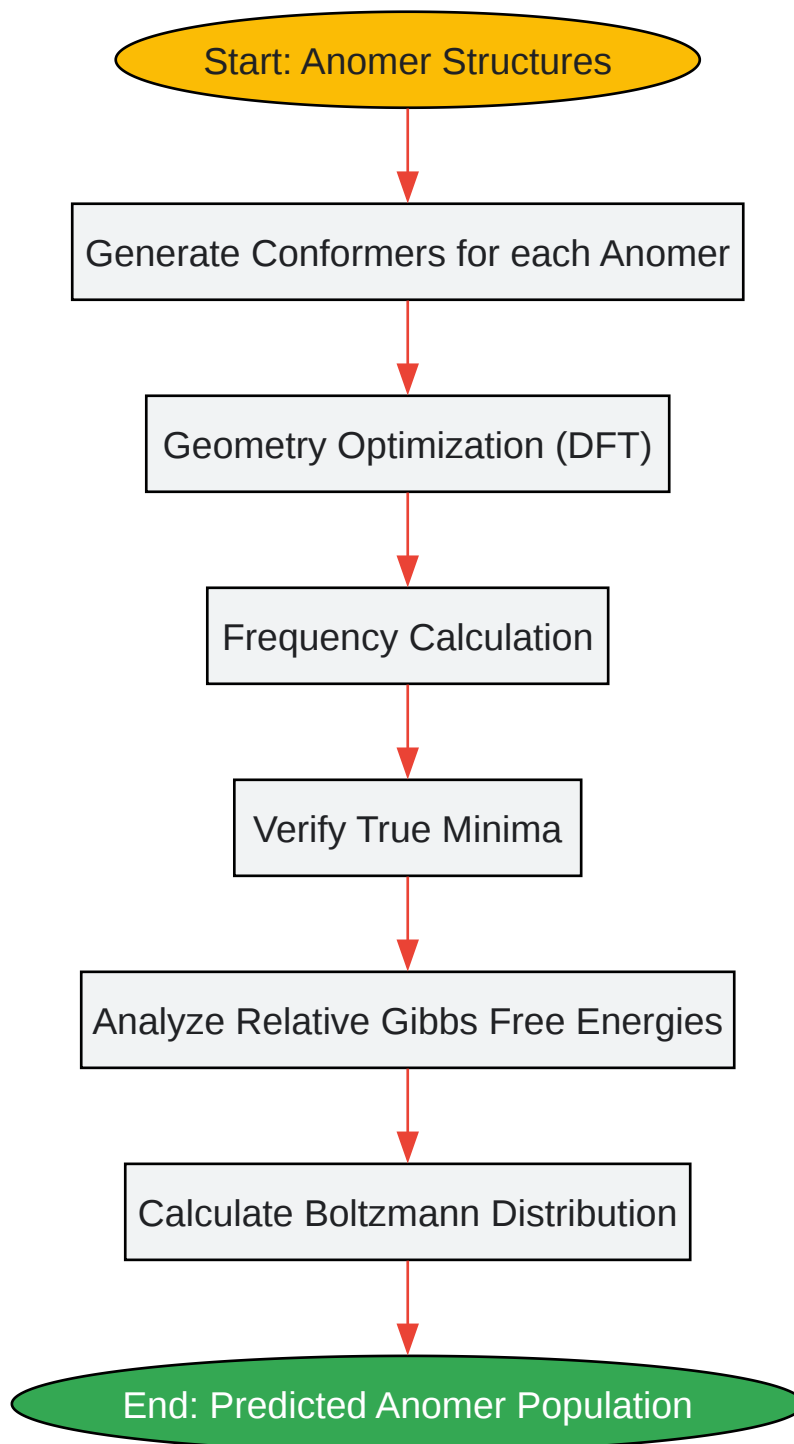 Start: Anomer Structures
Generate Conformers for each Anomer
Geometry Optimization (DFT)
Frequency Calculation
Verify True Minima
Analyze Relative Gibbs Free Energies
Calculate Boltzmann Distribution
End: Predicted Anomer Population